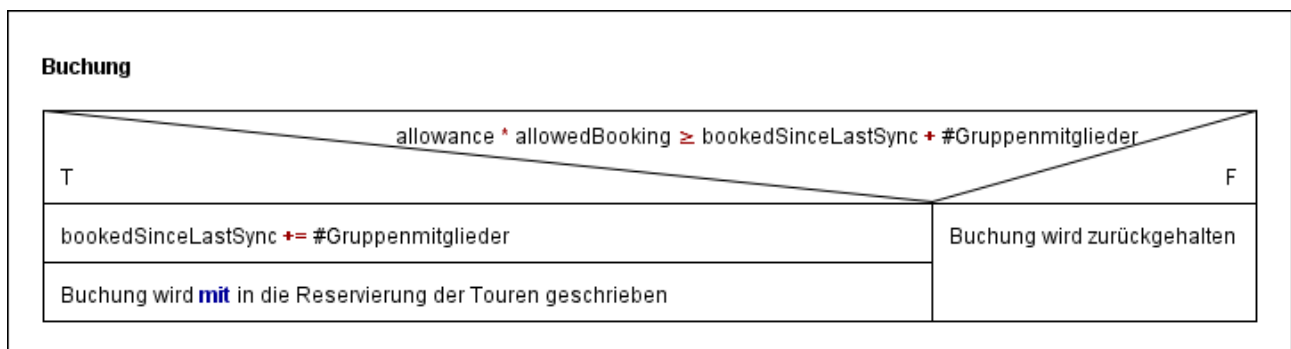 Buchung
allowance * allowedBooking ≥ bookedSinceLastSync + #Gruppenmitglieder
T
F
bookedSinceLastSync += #Gruppenmitglieder
Buchung wird zurückgehalten
Buchung wird mit in die Reservierung der Touren geschrieben